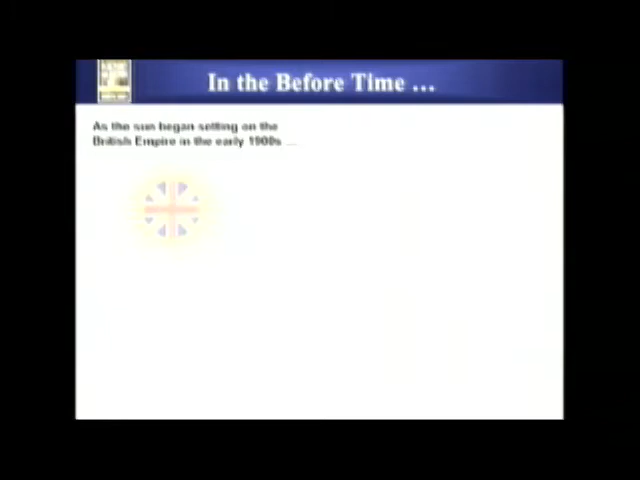 In the Before Time ...
As the sun began setting on the
British Empire in the early 1900s ...